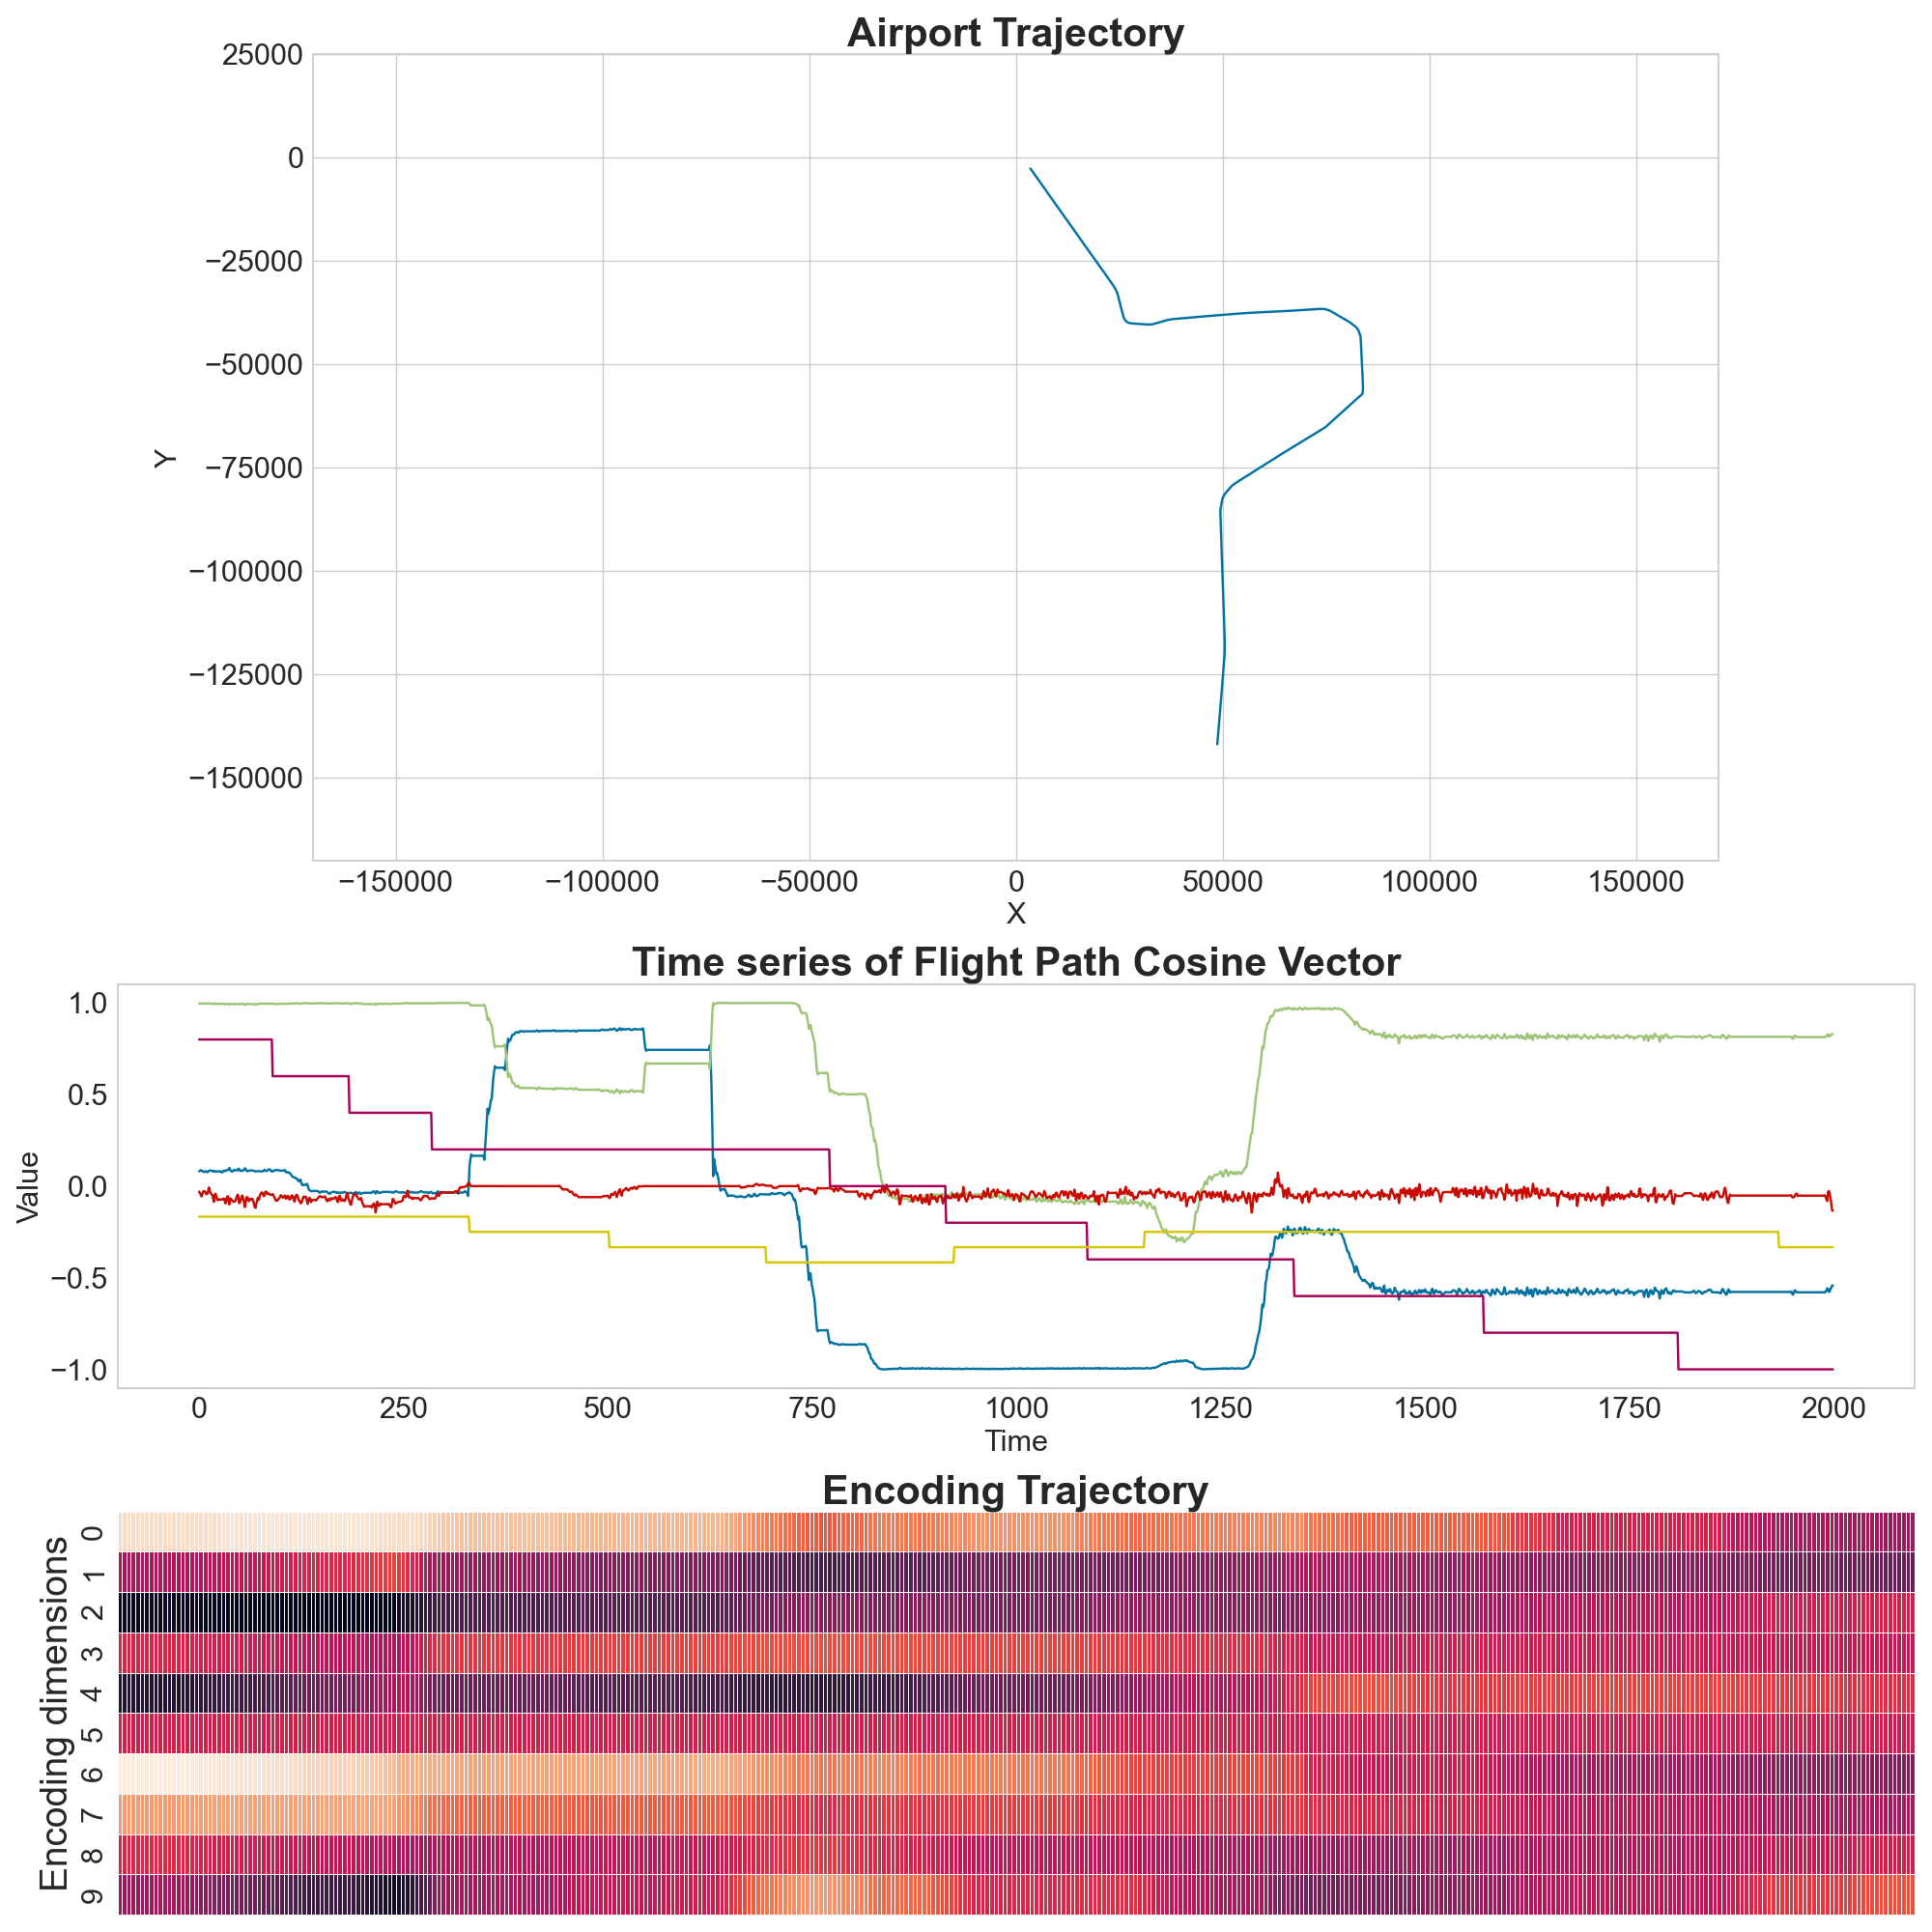 Airport Trajectory
25000
0
−25000
−50000
−75000
−100000
−125000
−150000
Y
−150000 −100000 −50000 0 50000 100000 150000
X
Time series of Flight Path Cosine Vector
1.0
0.5
0.0
−0.5
−1.0
Value
0 250 500 750 1000 1250 1500 1750 2000
Time
Encoding Trajectory
Encoding dimensions
0
1
2
3
4
5
6
7
8
9